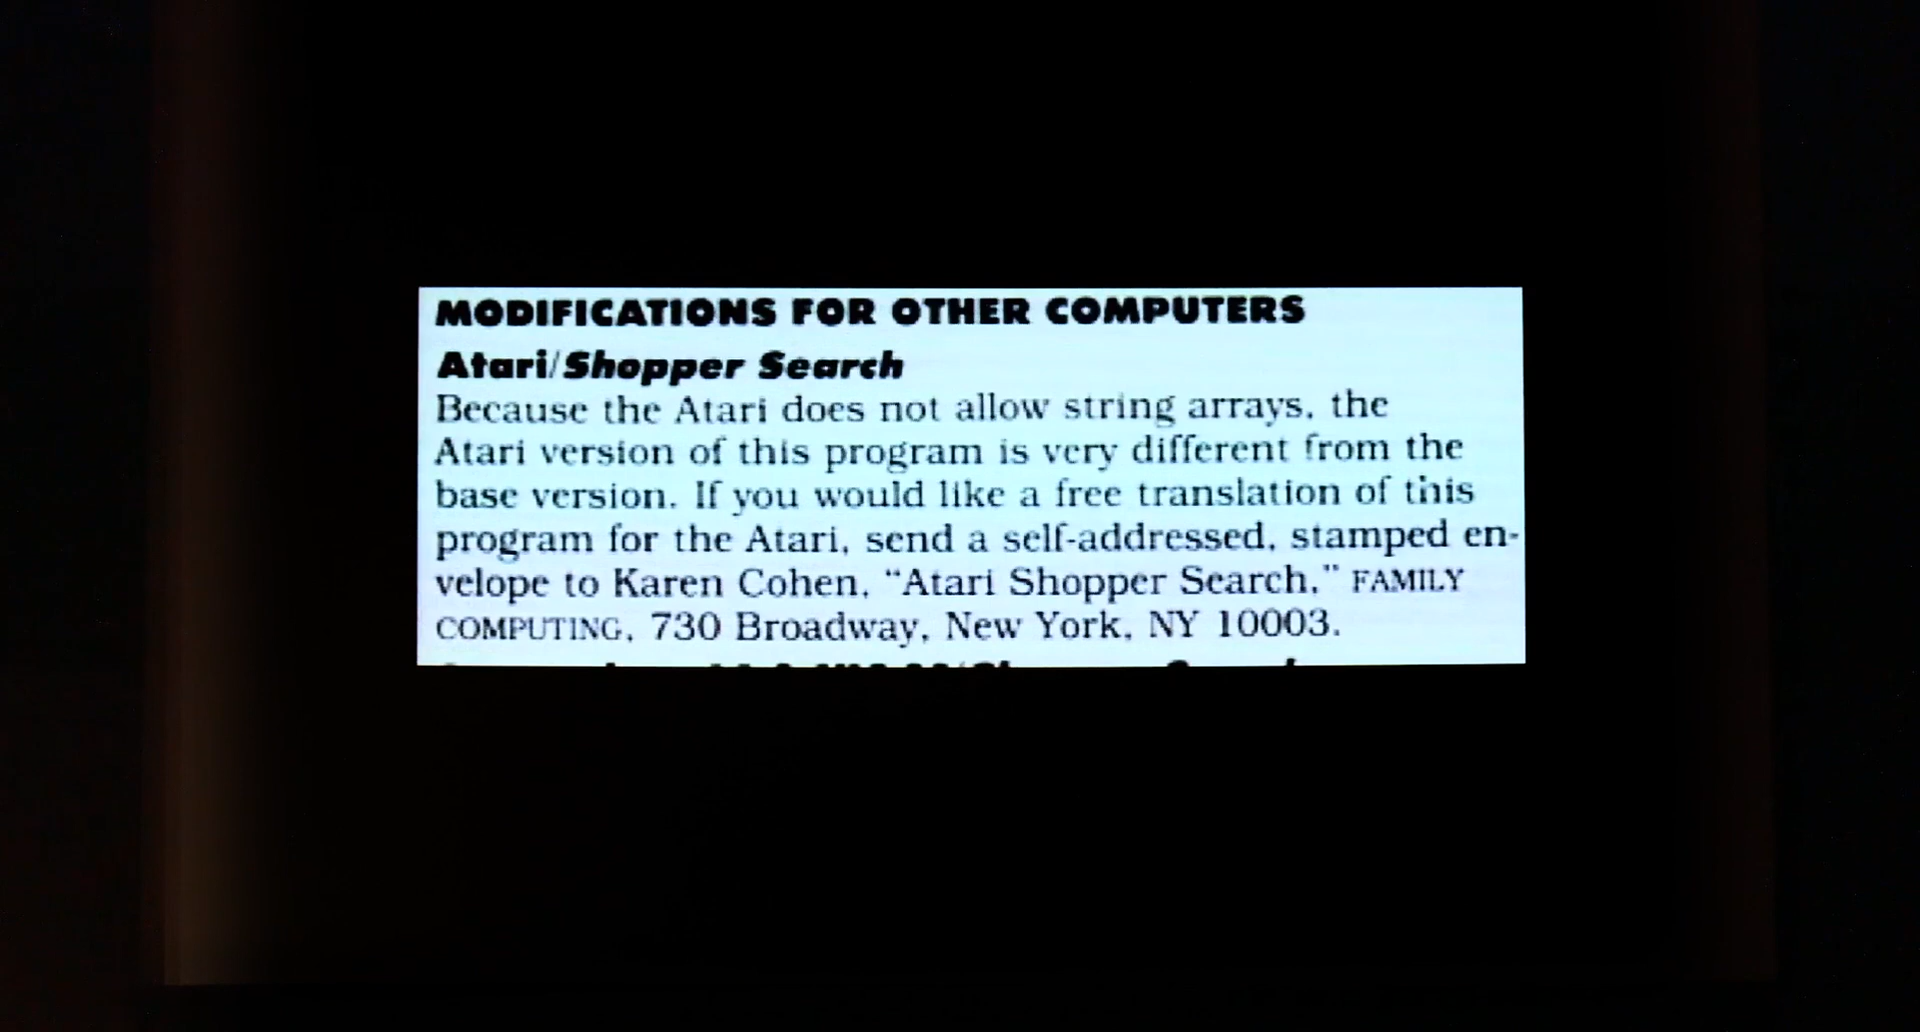 MODIFICATIONS FOR OTHER COMPUTERS
Atari/Shopper Search
Because the Atari does not allow string arrays, the
Atari version of this program is very different from the
base version. If you would like a free translation of this
program for the Atari, send a self-addressed, stamped en-
velope to Karen Cohen, “Atari Shopper Search,” FAMILY
COMPUTING, 730 Broadway, New York, NY 10003.